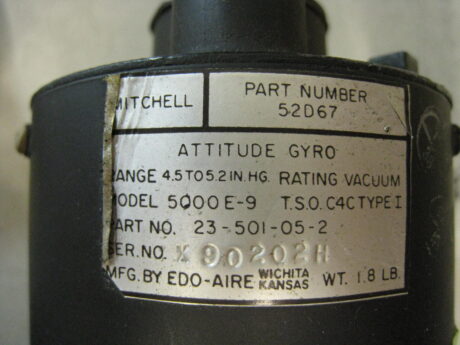 MITCHELL
PART NUMBER
52D67
ATTITUDE GYRO
RANGE 4.5 TO 5.2 IN. HG. RATING VACUUM
MODEL 5000 E-9 T.S.O. C4C TYPE I
PART NO. 23-501-05-2
SER. NO. X90202H
MFG. BY EDO-AIRE WICHITA KANSAS WT. 1.8 LB.